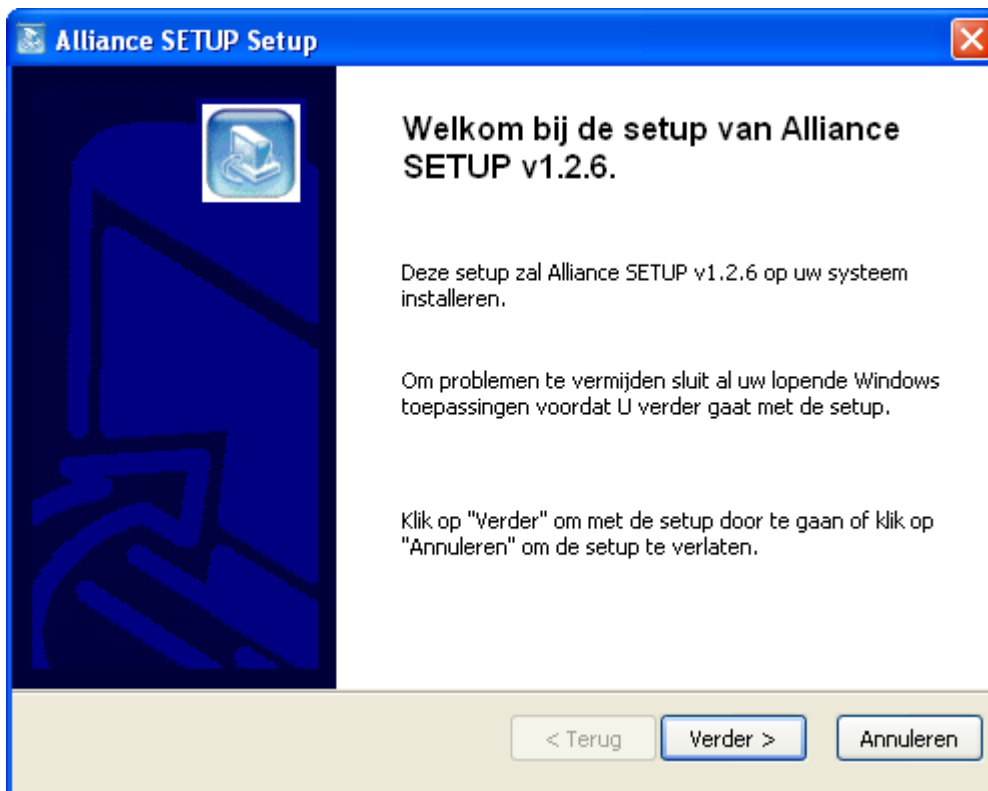 Alliance SETUP Setup
Welkom bij de setup van Alliance
SETUP v1.2.6.
Deze setup zal Alliance SETUP v1.2.6 op uw systeem
installeren.
Om problemen te vermijden sluit al uw lopende Windows
toepassingen voordat U verder gaat met de setup.
Klik op "Verder" om met de setup door te gaan of klik op
"Annuleren" om de setup te verlaten.
< Terug
Verder >
Annuleren